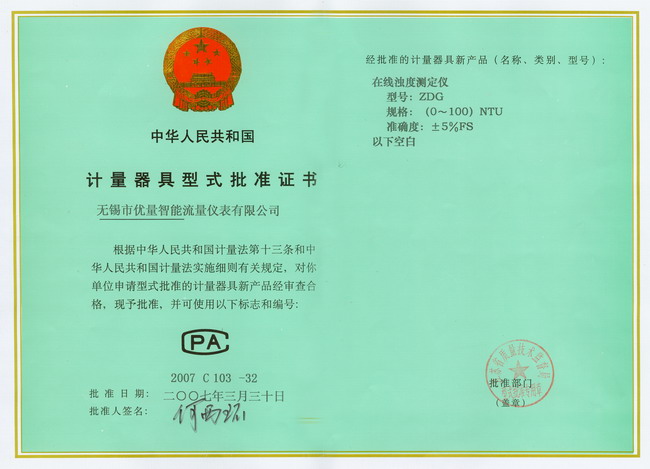 中华人民共和国
计量器具型式批准证书
无锡市优量智能流量仪表有限公司
根据中华人民共和国计量法第十三条和中
华人民共和国计量法实施细则有关规定，对你
单位申请型式批准的计量器具新产品经审查合
格，现予批准，并可使用以下标志和编号：
CPA
2007 C 103 -32
批准日期：二〇〇七年三月三十日
批准人签名：
经批准的计量器具新产品（名称、类别、型号）：
在线浊度测定仪
型号：ZDG
规格：（0～100）NTU
准确度：±5%FS
以下空白
批准部门
（盖章）